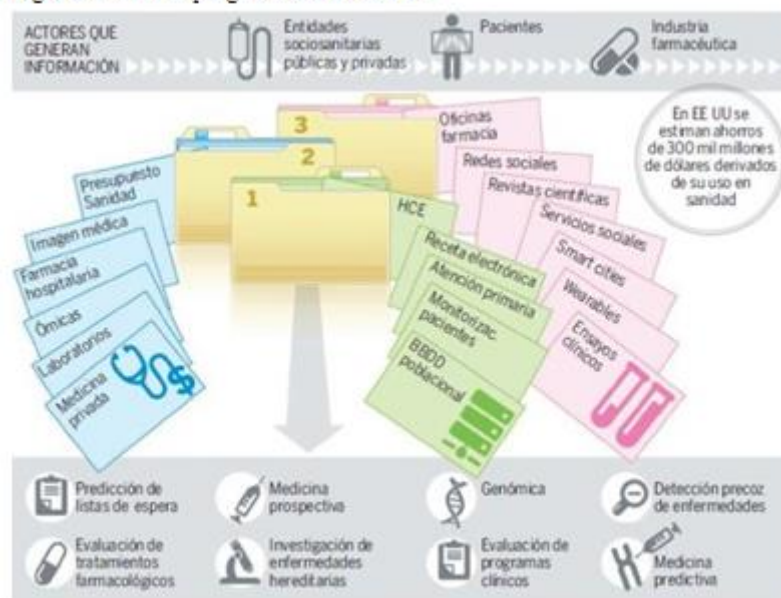 ACTORES QUE
GENERAN
INFORMACIÓN
Entidades
sociosanitarias
públicas y privadas
Pacientes
Industria
farmacéutica
En EE UU se
estiman ahorros
de 300 mil millones
de dólares derivados
de su uso en
sanidad
3
2
1
Presupuesto
Sanidad
Imagen médica
Farmacia
hospitalaria
Ómicas
Laboratorios
Medicina
privada
HCE
Receta electrónica
Atención primaria
Monitorizac.
pacientes
BBDD
poblacional
Oficinas
farmacia
Redes sociales
Revistas científicas
Servicios sociales
Smart cities
Wearables
Ensayos
clínicos
Predicción de
listas de espera
Medicina
prospectiva
Genómica
Detección precoz
de enfermedades
Evaluación de
tratamientos
farmacológicos
Investigación de
enfermedades
hereditarias
Evaluación de
programas
clínicos
Medicina
predictiva